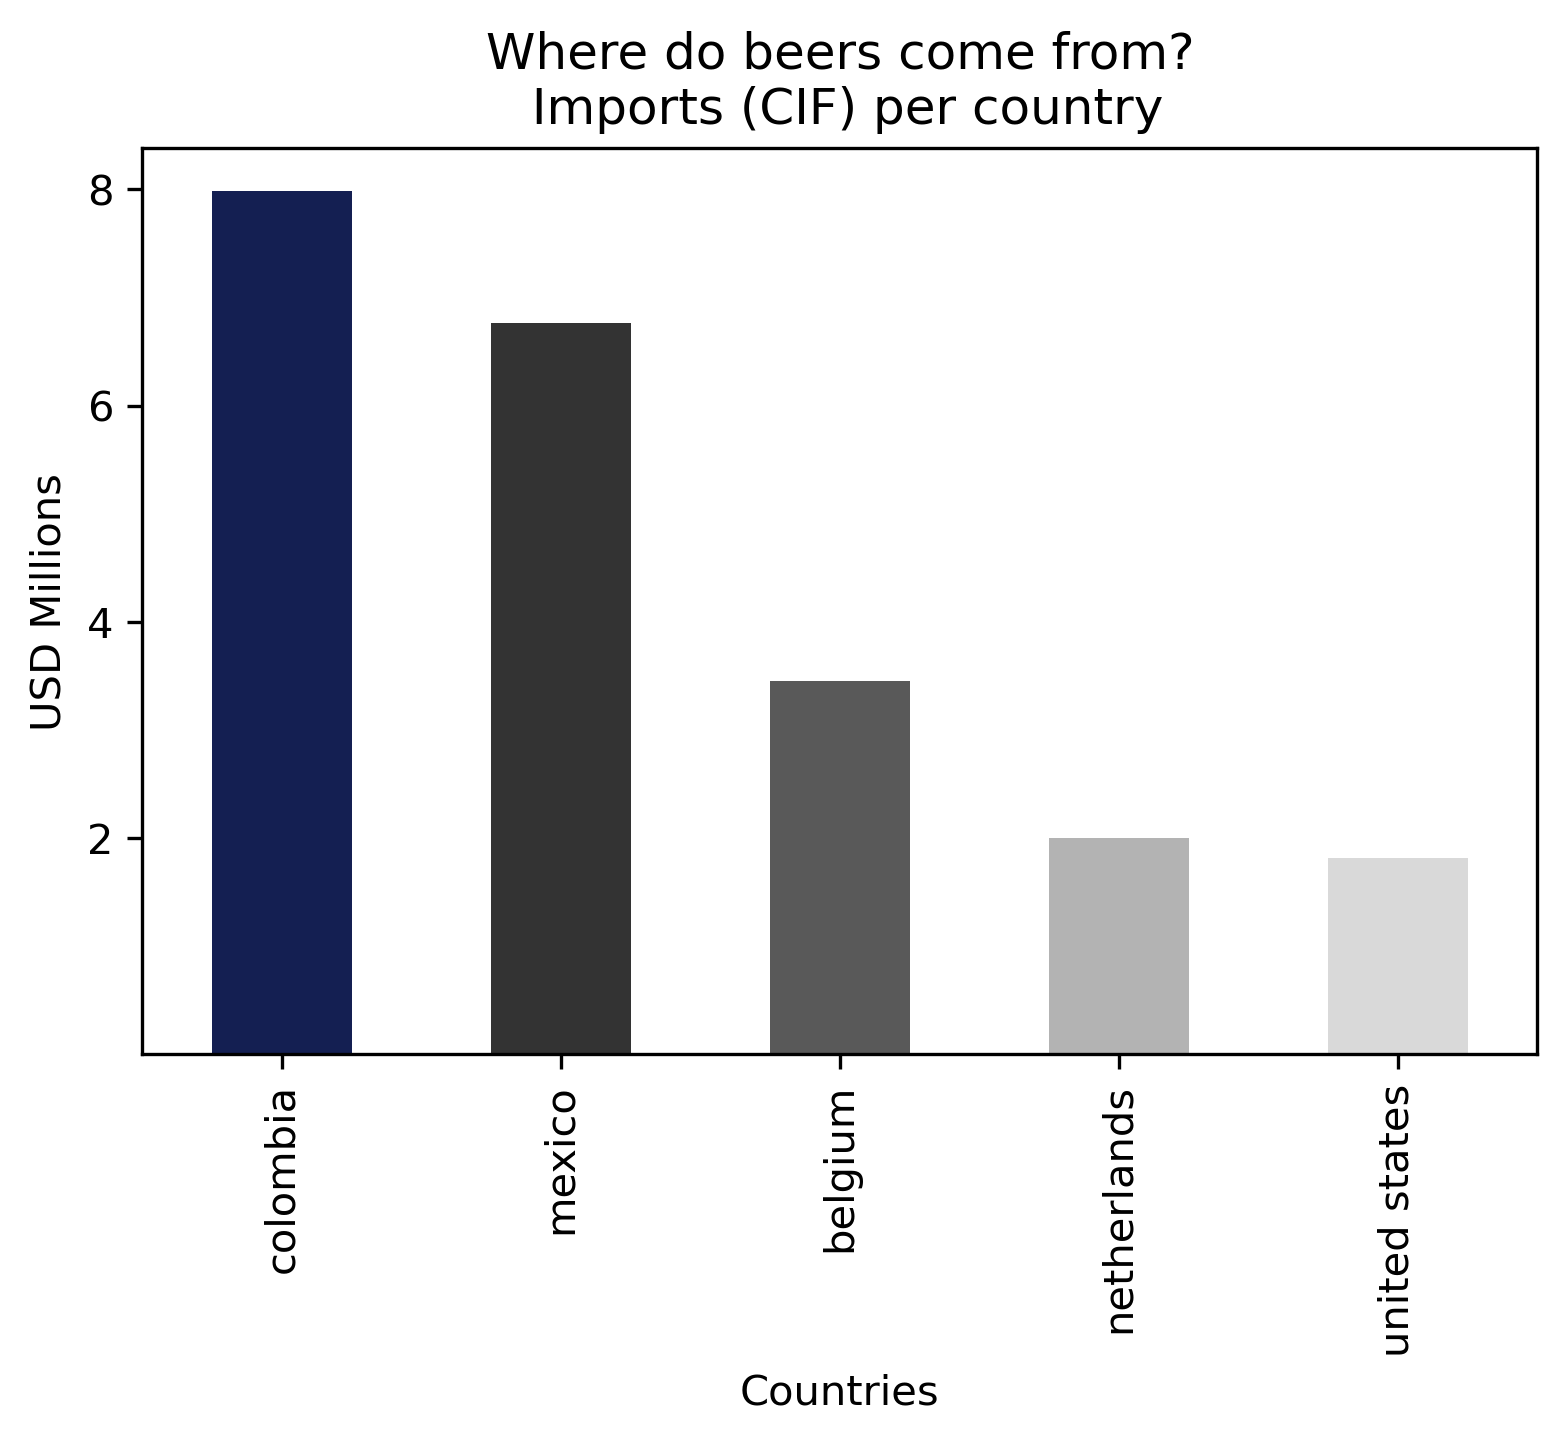 Where do beers come from?
Imports (CIF) per country
USD Millions
8
6
4
2
colombia
mexico
belgium
netherlands
united states
Countries